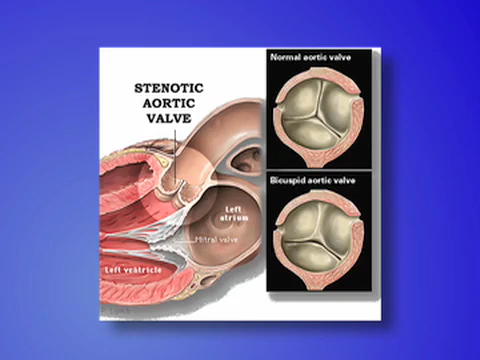 Normal aortic valve
STENOTIC
AORTIC
VALVE
Bicuspid aortic valve
Left
atrium
Mitral valve
Left ventricle